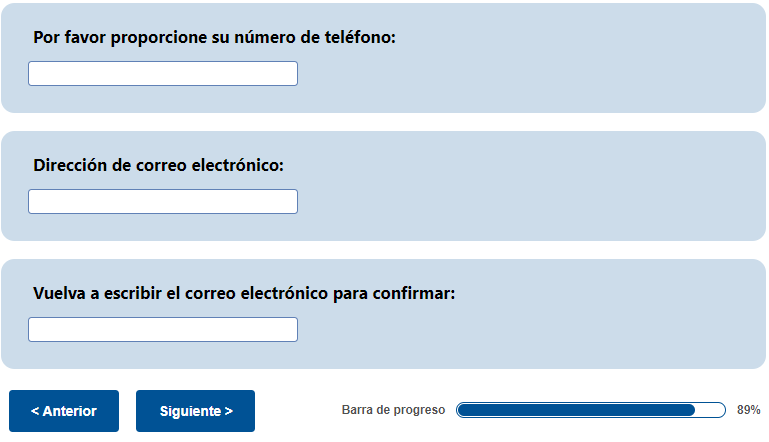 Por favor proporcione su número de teléfono:
Dirección de correo electrónico:
Vuelva a escribir el correo electrónico para confirmar:
< Anterior
Siguiente >
Barra de progreso
89%